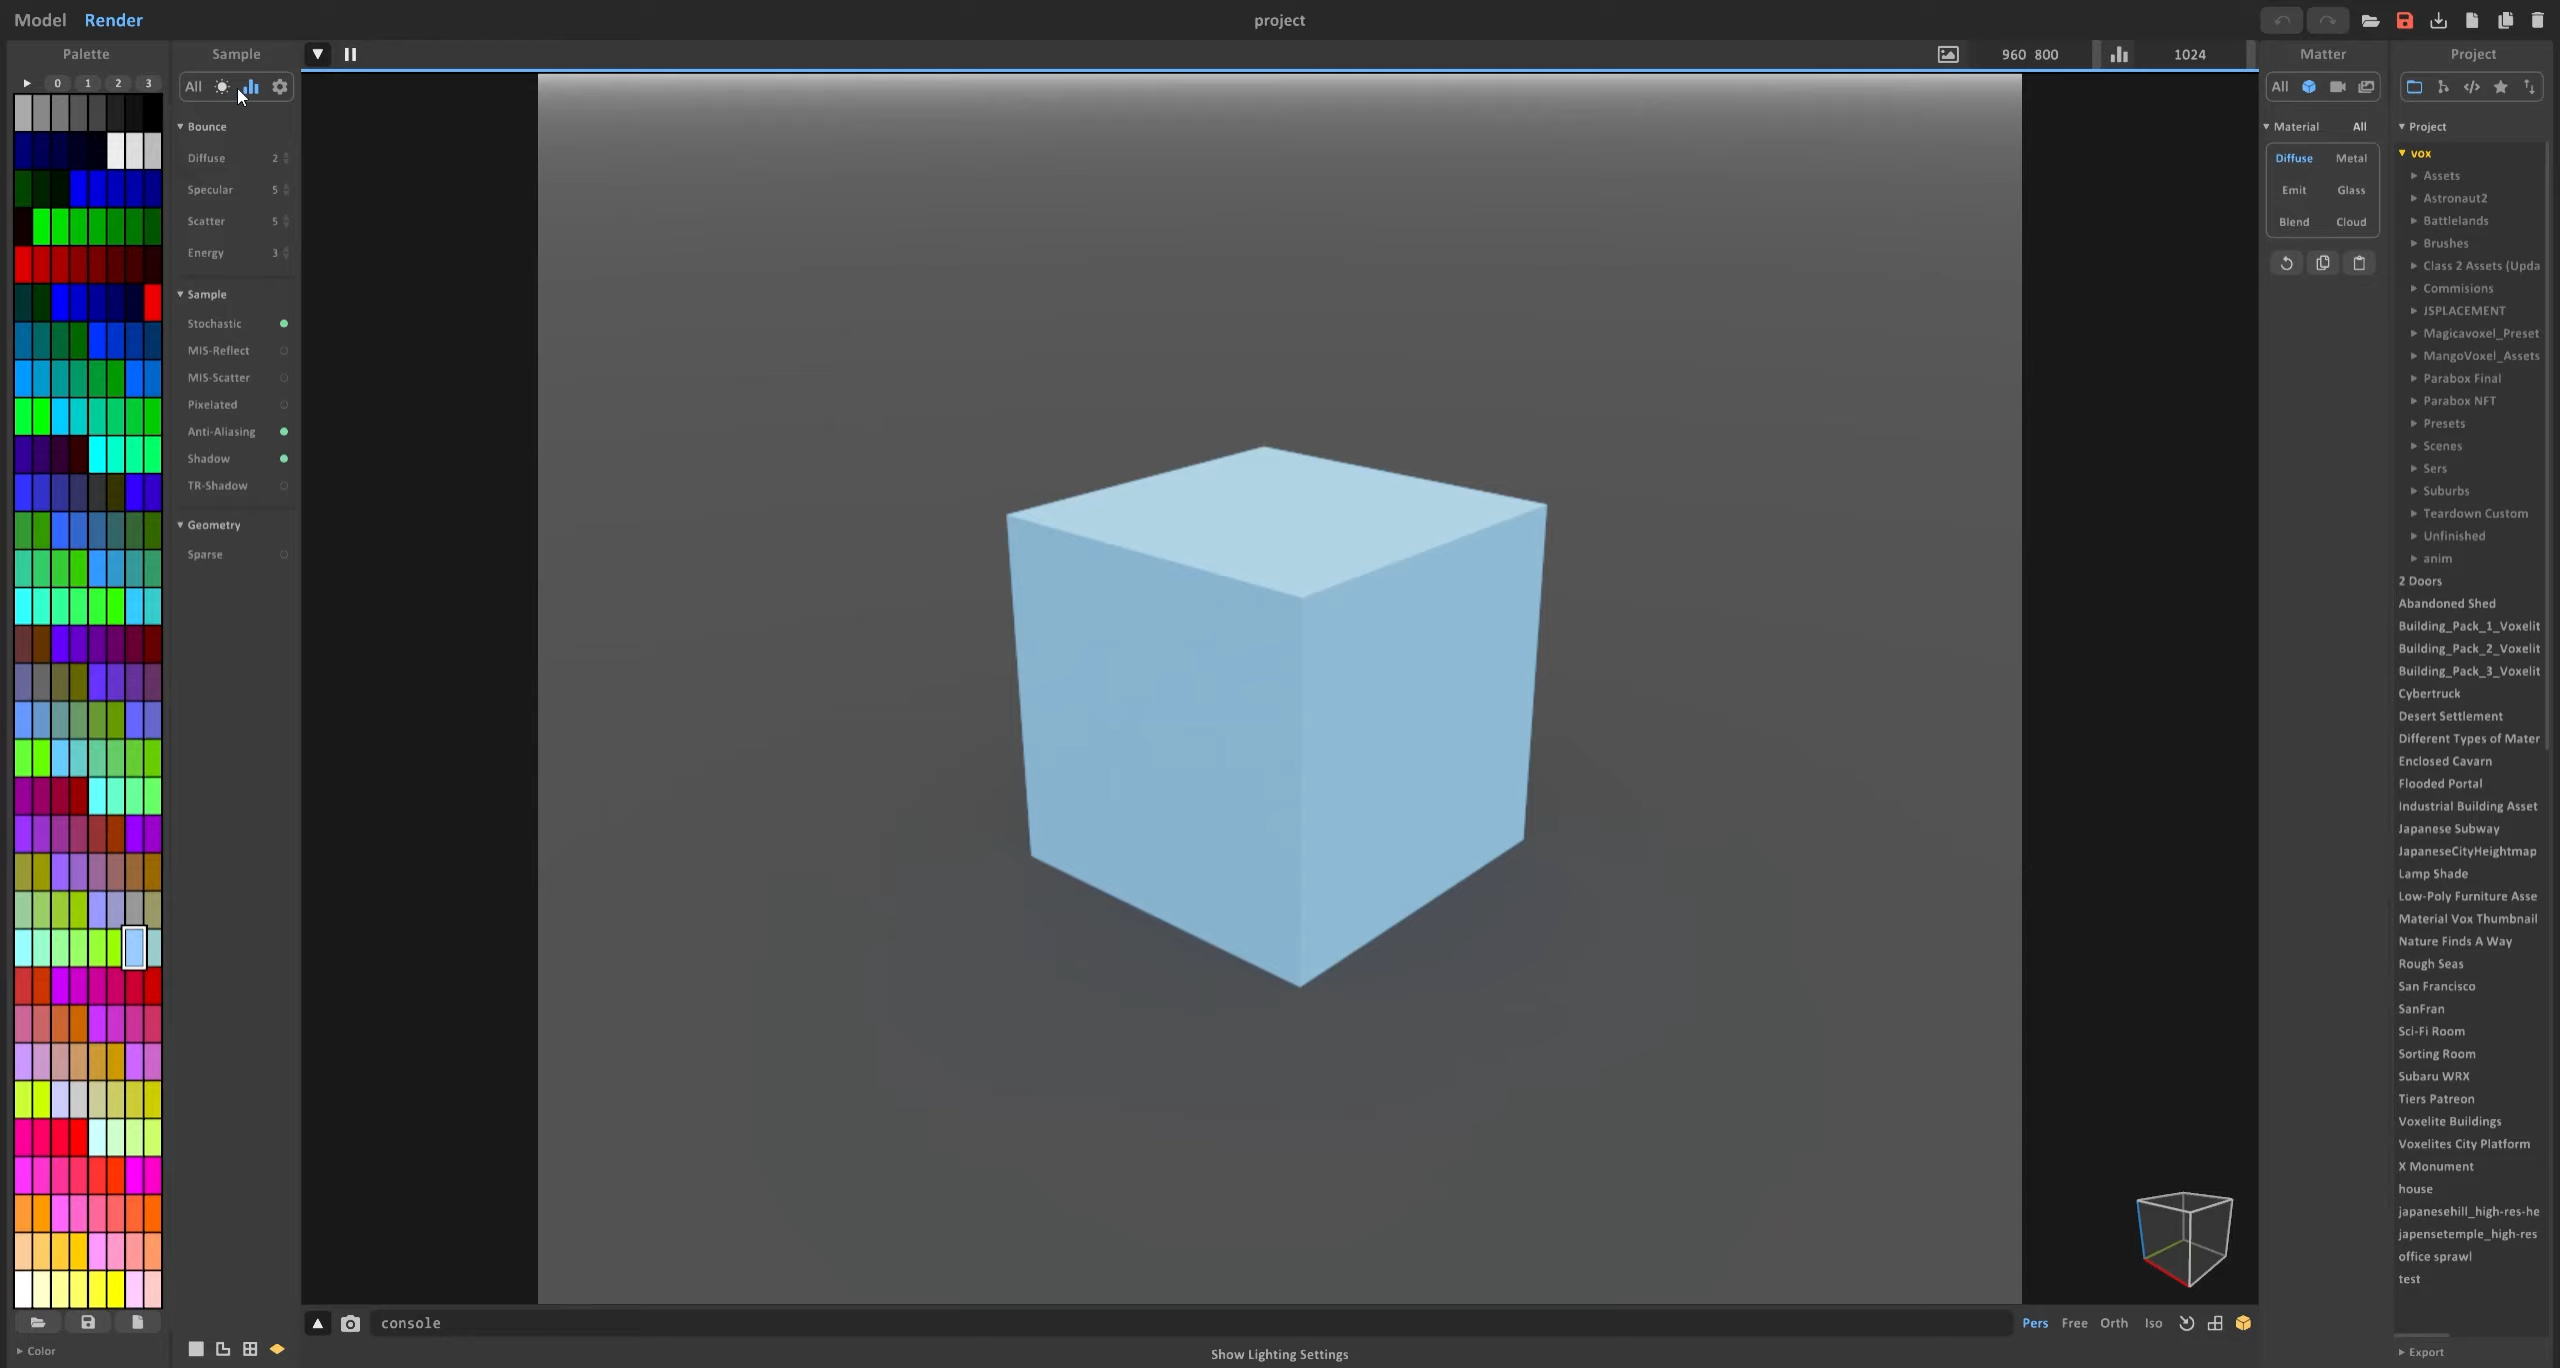 Model Render
project
Palette
0 1 2 3
Color
Sample
All
Bounce
Diffuse 2
Specular 5
Scatter 5
Energy 3
Sample
Stochastic
MIS-Reflect
MIS-Scatter
Pixelated
Anti-Aliasing
Shadow
TR-Shadow
Geometry
Sparse
960 800
1024
console
Pers Free Orth Iso
Show Lighting Settings
Matter
All
Material All
Diffuse Metal
Emit Glass
Blend Cloud
Project
Project
vox
Assets
Astronaut2
Battlelands
Brushes
Class 2 Assets (Upda
Commisions
JSPLACEMENT
Magicavoxel_Preset
MangoVoxel_Assets
Parabox Final
Parabox NFT
Presets
Scenes
Sers
Suburbs
Teardown Custom
Unfinished
anim
2 Doors
Abandoned Shed
Building_Pack_1_Voxelit
Building_Pack_2_Voxelit
Building_Pack_3_Voxelit
Cybertruck
Desert Settlement
Different Types of Mater
Enclosed Cavarn
Flooded Portal
Industrial Building Asset
Japanese Subway
JapaneseCityHeightmap
Lamp Shade
Low-Poly Furniture Asse
Material Vox Thumbnail
Nature Finds A Way
Rough Seas
San Francisco
SanFran
Sci-Fi Room
Sorting Room
Subaru WRX
Tiers Patreon
Voxelite Buildings
Voxelites City Platform
X Monument
house
japanesehill_high-res-he
japensetemple_high-res
office sprawl
test
Export